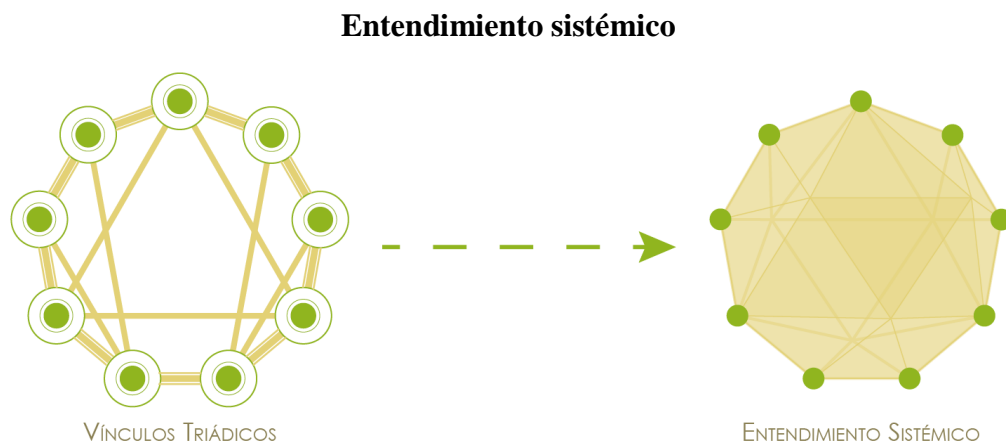 Entendimiento sistémico
Vínculos Triádicos
Entendimiento Sistémico